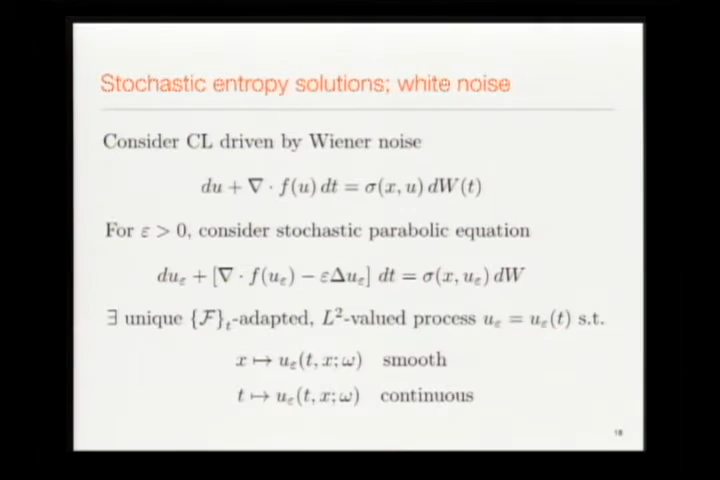 Stochastic entropy solutions; white noise
Consider CL driven by Wiener noise
du + ∇ · f(u) dt = σ(x, u) dW(t)
For ε > 0, consider stochastic parabolic equation
du_ε + [∇ · f(u_ε) − εΔu_ε] dt = σ(x, u_ε) dW
∃ unique {𝓕}_t-adapted, L²-valued process u_ε = u_ε(t) s.t.
x ↦ u_ε(t, x; ω) smooth
t ↦ u_ε(t, x; ω) continuous
18